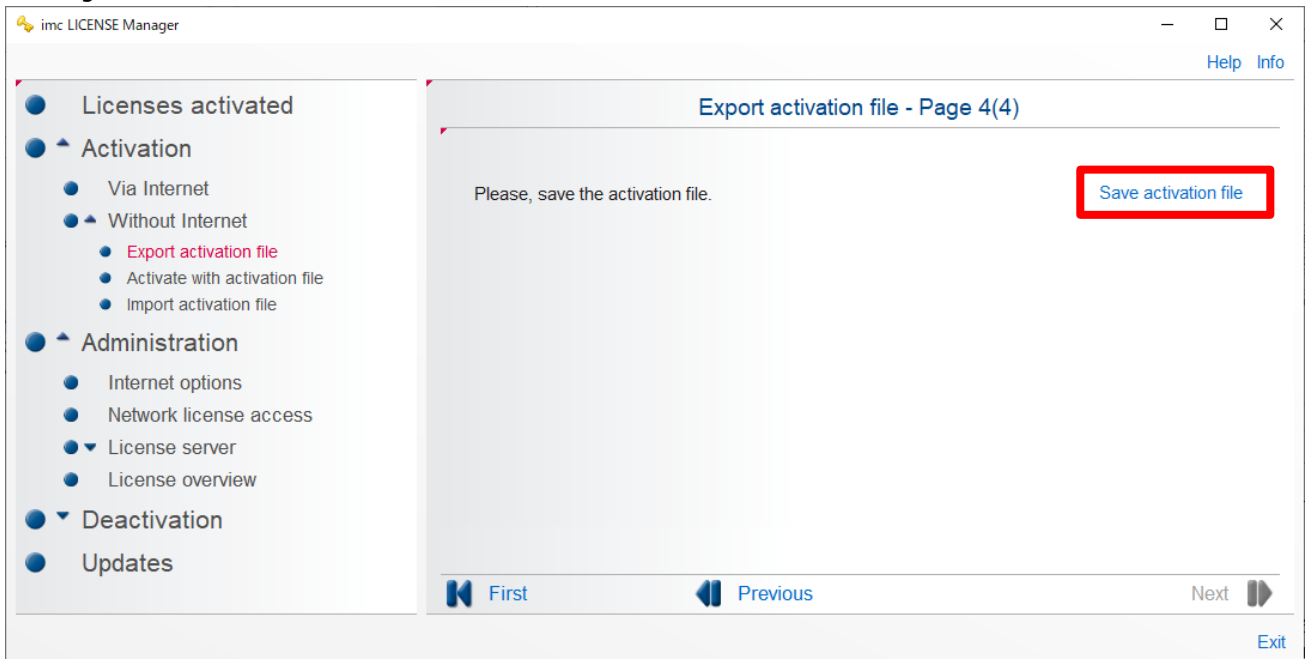 imc LICENSE Manager
Help Info
Licenses activated
Activation
Via Internet
Without Internet
Export activation file
Activate with activation file
Import activation file
Administration
Internet options
Network license access
License server
License overview
Deactivation
Updates
Export activation file - Page 4(4)
Please, save the activation file.
Save activation file
First
Previous
Next
Exit